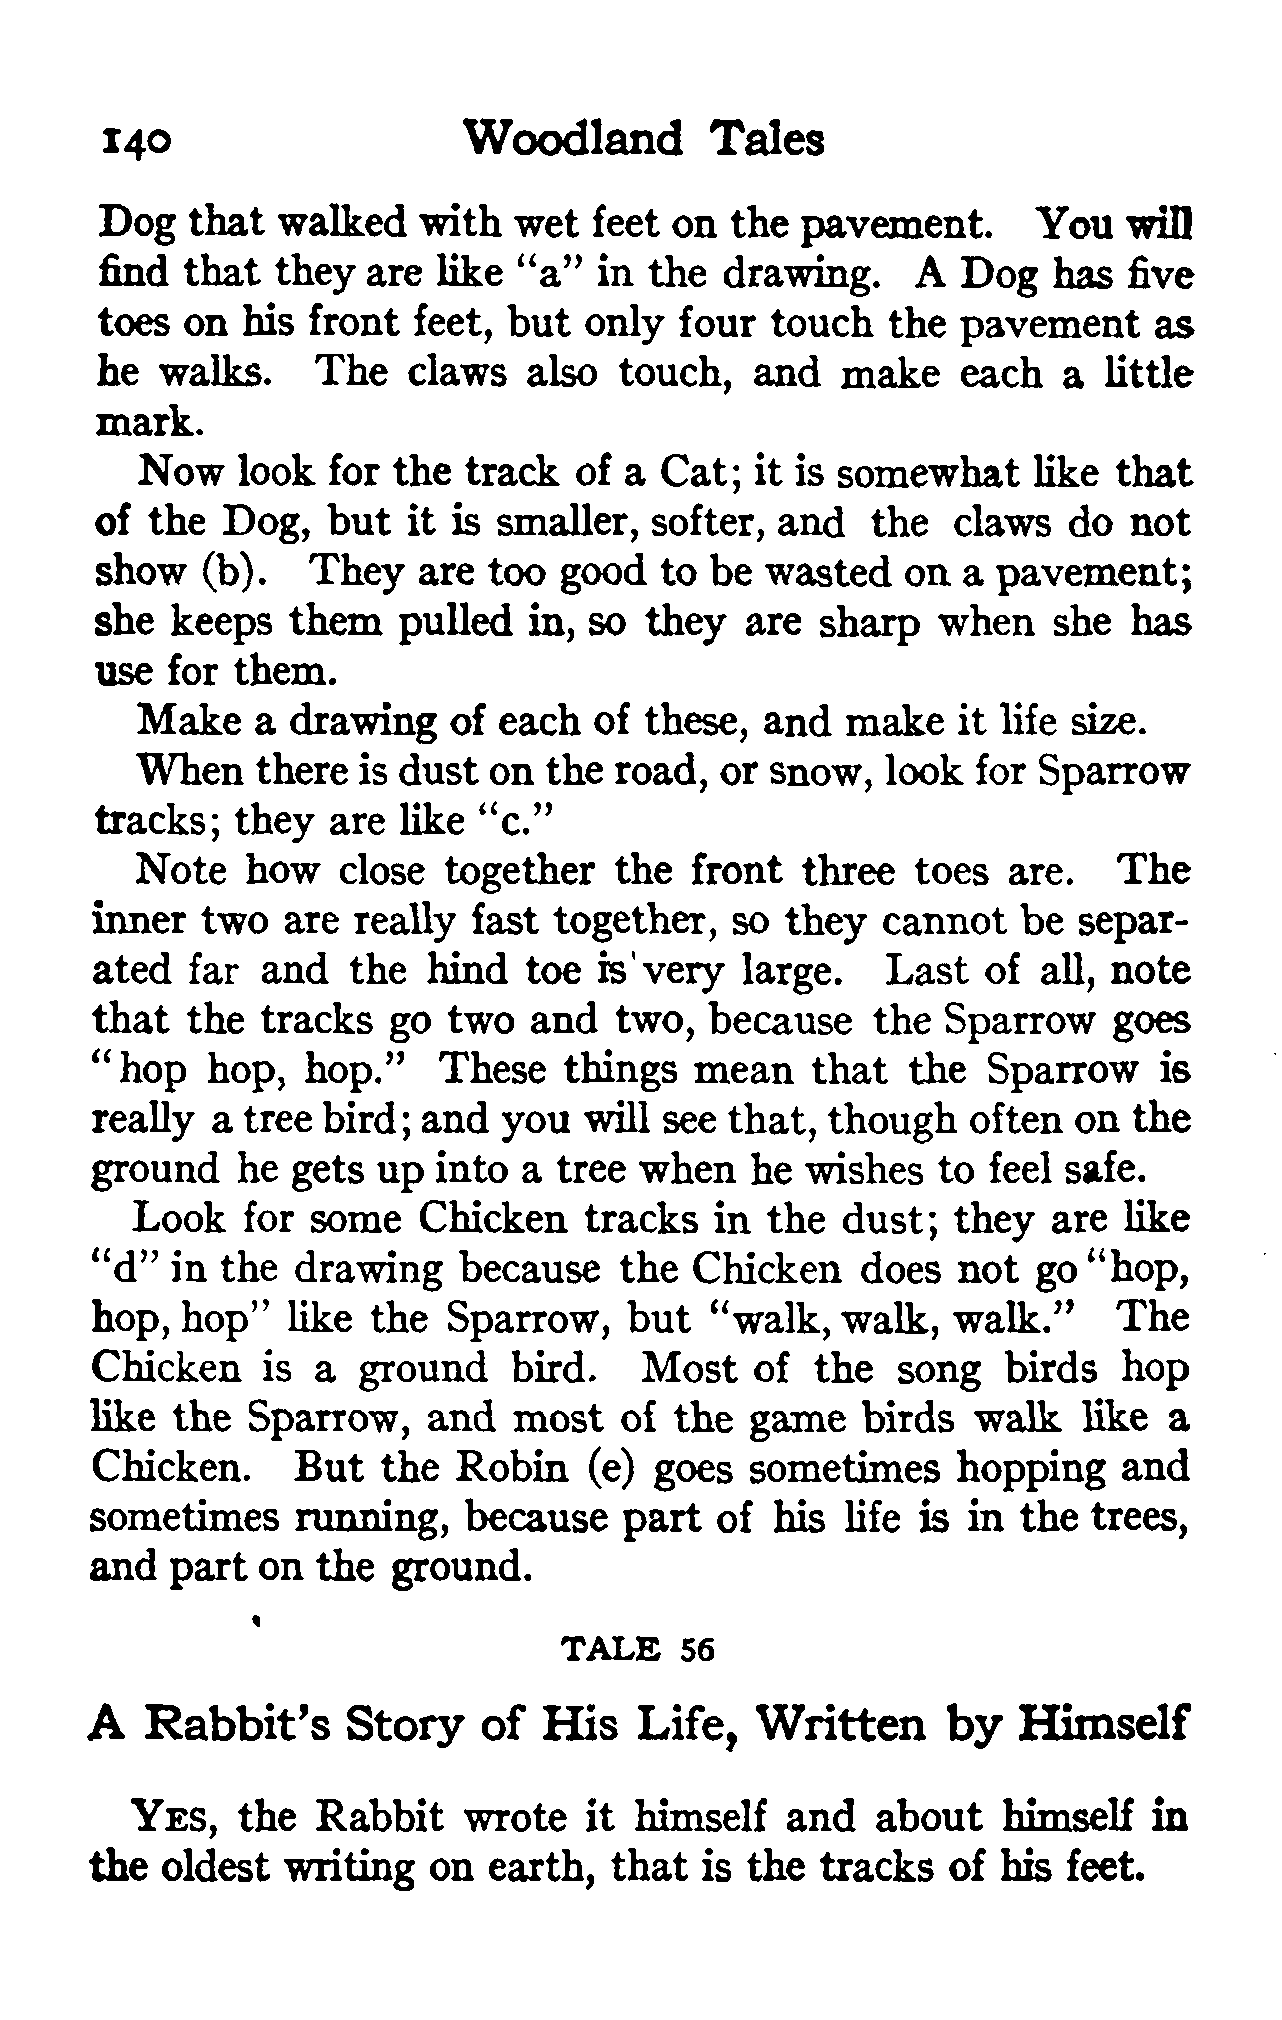 140 Woodland Tales
Dog that walked with wet feet on the pavement. You will
find that they are like "a" in the drawing. A Dog has five
toes on his front feet, but only four touch the pavement as
he walks. The claws also touch, and make each a little
mark.
Now look for the track of a Cat; it is somewhat like that
of the Dog, but it is smaller, softer, and the claws do not
show (b). They are too good to be wasted on a pavement;
she keeps them pulled in, so they are sharp when she has
use for them.
Make a drawing of each of these, and make it life size.
When there is dust on the road, or snow, look for Sparrow
tracks; they are like "c."
Note how close together the front three toes are. The
inner two are really fast together, so they cannot be separ-
ated far and the hind toe is very large. Last of all, note
that the tracks go two and two, because the Sparrow goes
"hop hop, hop." These things mean that the Sparrow is
really a tree bird; and you will see that, though often on the
ground he gets up into a tree when he wishes to feel safe.
Look for some Chicken tracks in the dust; they are like
"d" in the drawing because the Chicken does not go "hop,
hop, hop" like the Sparrow, but "walk, walk, walk." The
Chicken is a ground bird. Most of the song birds hop
like the Sparrow, and most of the game birds walk like a
Chicken. But the Robin (e) goes sometimes hopping and
sometimes running, because part of his life is in the trees,
and part on the ground.
TALE 56
A Rabbit's Story of His Life, Written by Himself
YES, the Rabbit wrote it himself and about himself in
the oldest writing on earth, that is the tracks of his feet.